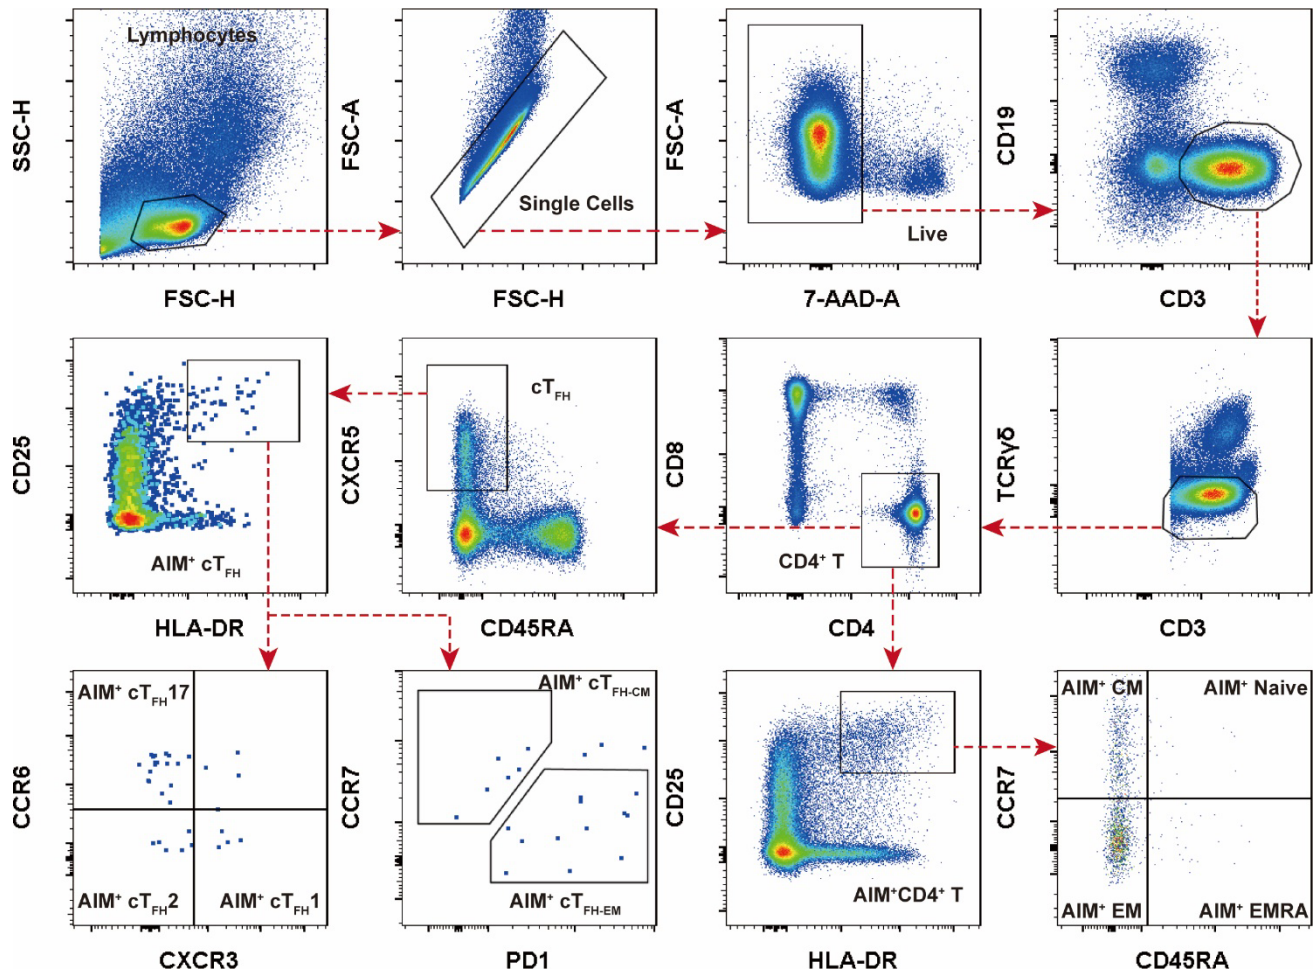 Lymphocytes
SSC-H
FSC-H
FSC-A
Single Cells
FSC-H
FSC-A
Live
7-AAD-A
CD19
CD3
CD25
AIM⁺ cT_FH
HLA-DR
CXCR5
cT_FH
CD45RA
CD8
CD4⁺ T
CD4
TCRγδ
CD3
AIM⁺ cT_FH17
CCR6
AIM⁺ cT_FH2
AIM⁺ cT_FH1
CXCR3
AIM⁺ cT_FH-CM
CCR7
AIM⁺ cT_FH-EM
PD1
CD25
AIM⁺CD4⁺ T
HLA-DR
AIM⁺ CM
AIM⁺ Naive
CCR7
AIM⁺ EM
AIM⁺ EMRA
CD45RA